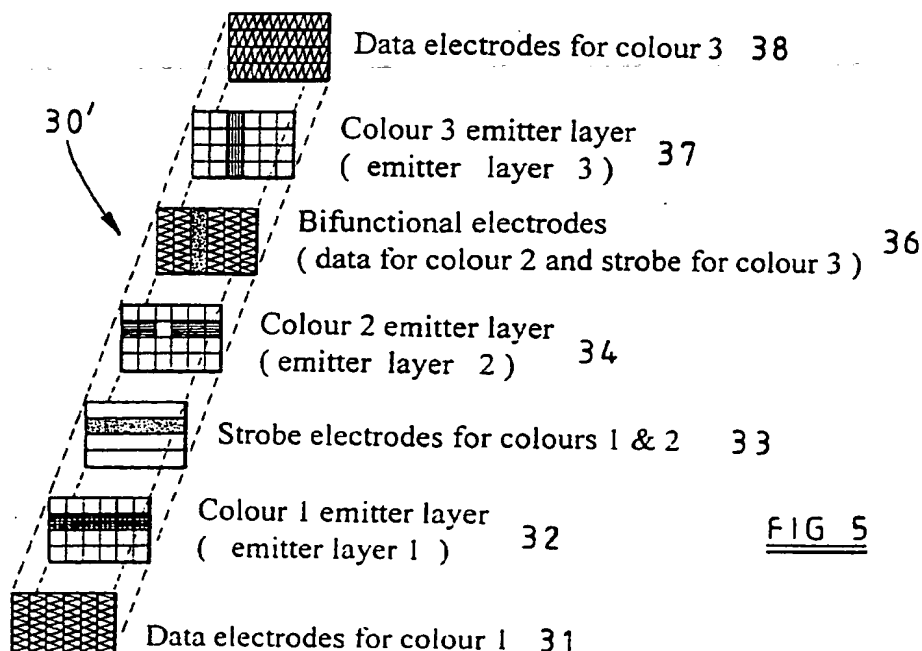 Data electrodes for colour 3 38
30'
Colour 3 emitter layer
( emitter layer 3 ) 37
Bifunctional electrodes
( data for colour 2 and strobe for colour 3 ) 36
Colour 2 emitter layer
( emitter layer 2 ) 34
Strobe electrodes for colours 1 & 2 33
Colour 1 emitter layer
( emitter layer 1 ) 32
FIG 5
Data electrodes for colour 1 31